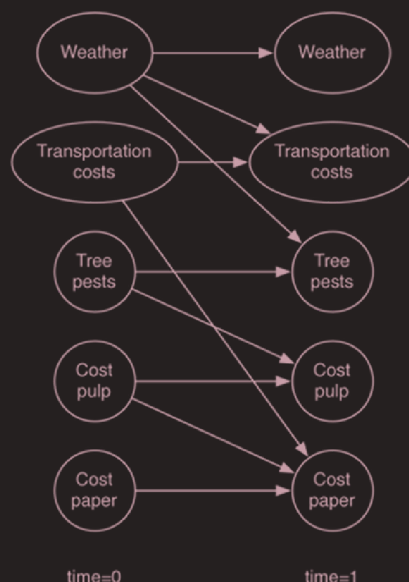 Weather
Weather
Transportation
costs
Transportation
costs
Tree
pests
Tree
pests
Cost
pulp
Cost
pulp
Cost
paper
Cost
paper
time=0
time=1